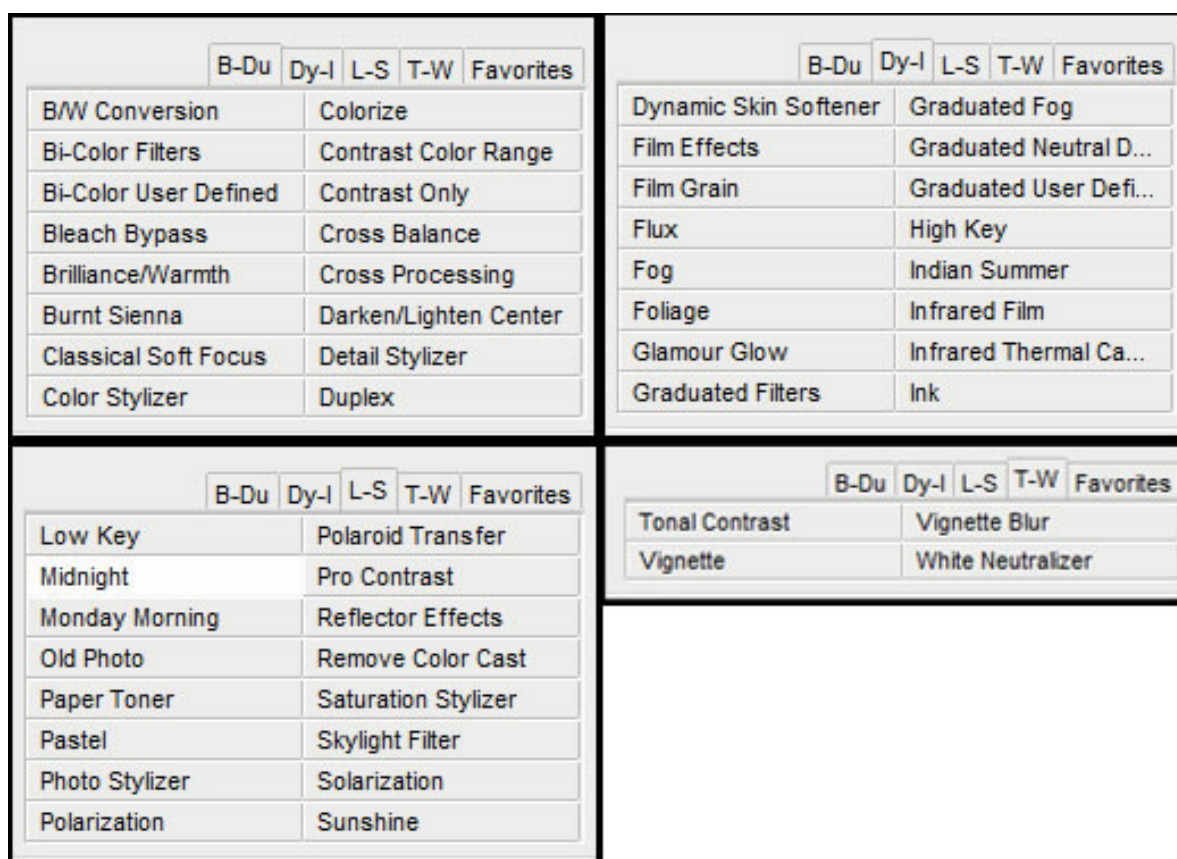 B-Du Dy-I L-S T-W Favorites
B/W Conversion Colorize
Bi-Color Filters Contrast Color Range
Bi-Color User Defined Contrast Only
Bleach Bypass Cross Balance
Brilliance/Warmth Cross Processing
Burnt Sienna Darken/Lighten Center
Classical Soft Focus Detail Stylizer
Color Stylizer Duplex
B-Du Dy-I L-S T-W Favorites
Dynamic Skin Softener Graduated Fog
Film Effects Graduated Neutral D...
Film Grain Graduated User Defi...
Flux High Key
Fog Indian Summer
Foliage Infrared Film
Glamour Glow Infrared Thermal Ca...
Graduated Filters Ink
B-Du Dy-I L-S T-W Favorites
Low Key Polaroid Transfer
Midnight Pro Contrast
Monday Morning Reflector Effects
Old Photo Remove Color Cast
Paper Toner Saturation Stylizer
Pastel Skylight Filter
Photo Stylizer Solarization
Polarization Sunshine
B-Du Dy-I L-S T-W Favorites
Tonal Contrast Vignette Blur
Vignette White Neutralizer